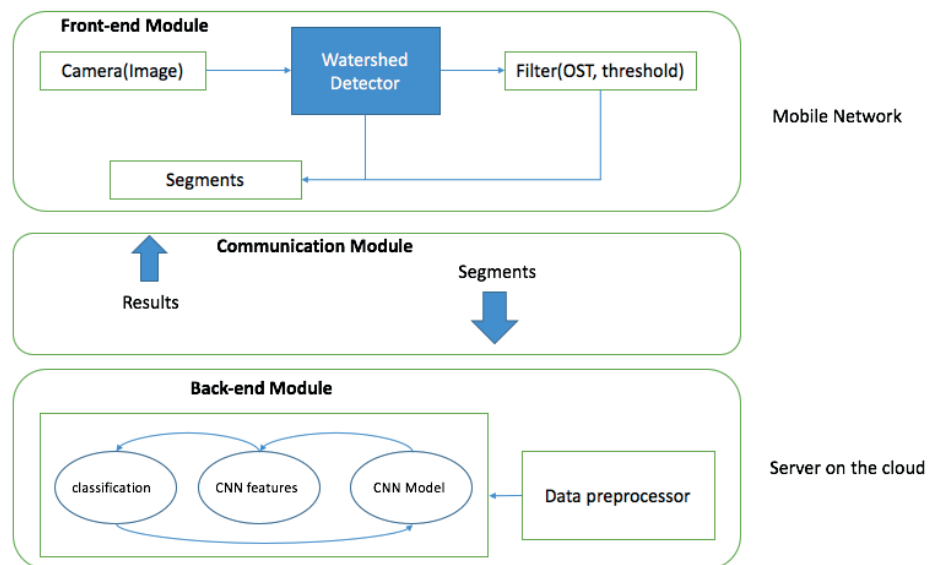 Front-end Module
Camera(Image)
Watershed
Detector
Filter(OST, threshold)
Mobile Network
Segments
Communication Module
Results
Segments
Back-end Module
classification
CNN features
CNN Model
Data preprocessor
Server on the cloud